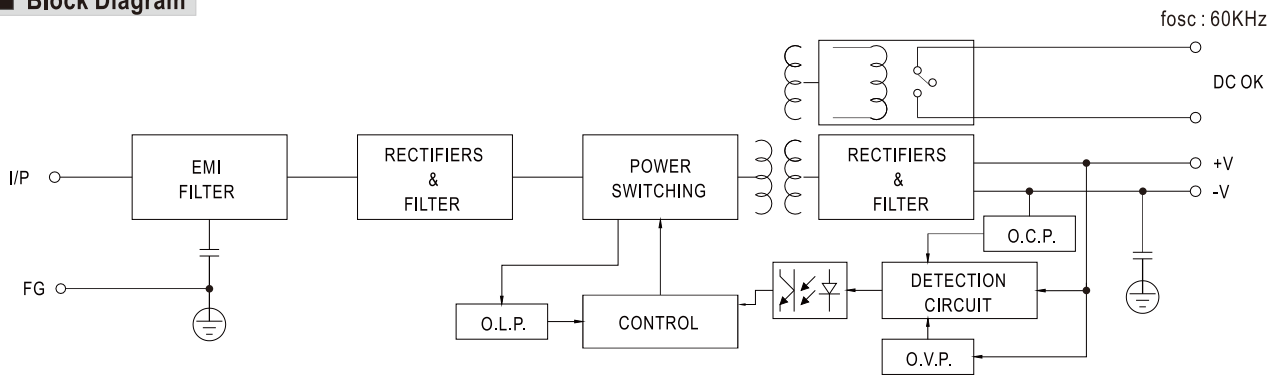 ■ Block Diagram
fosc : 60KHz
DC OK
I/P
EMI
FILTER
RECTIFIERS
&
FILTER
POWER
SWITCHING
RECTIFIERS
&
FILTER
+V
-V
O.C.P.
FG
O.L.P.
CONTROL
DETECTION
CIRCUIT
O.V.P.